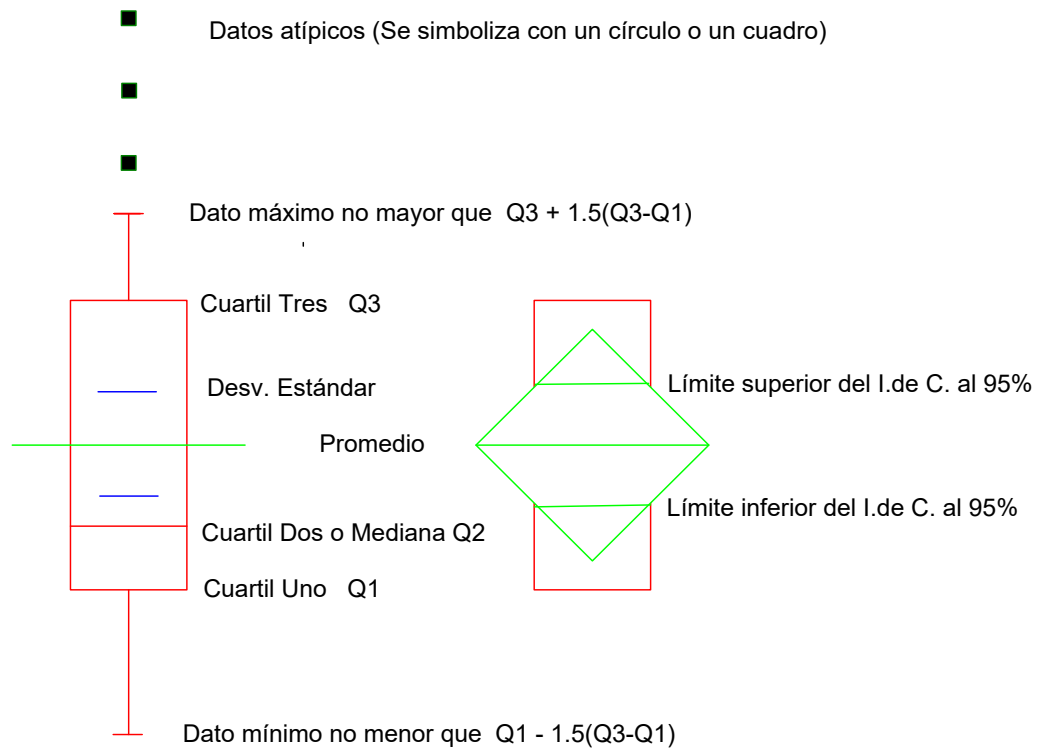 Datos atípicos (Se simboliza con un círculo o un cuadro)
Dato máximo no mayor que Q3 + 1.5(Q3-Q1)
Cuartil Tres Q3
Desv. Estándar
Límite superior del I.de C. al 95%
Promedio
Límite inferior del I.de C. al 95%
Cuartil Dos o Mediana Q2
Cuartil Uno Q1
Dato mínimo no menor que Q1 - 1.5(Q3-Q1)